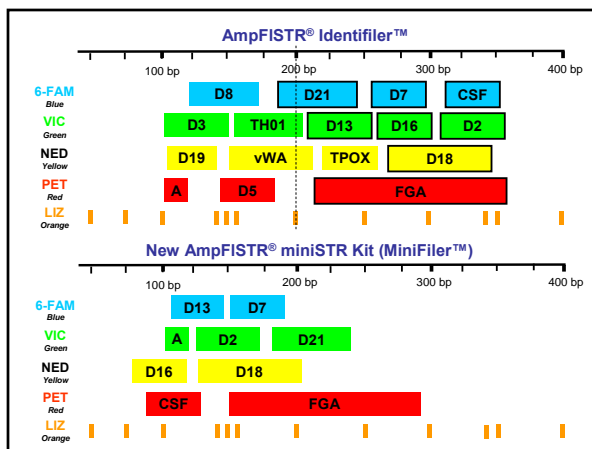 AmpFlSTR® Identifiler™
100 bp 200 bp 300 bp 400 bp
6-FAM D8 D21 D7 CSF
Blue
VIC D3 TH01 D13 D16 D2
Green
NED D19 vWA TPOX D18
Yellow
PET A D5 FGA
Red
LIZ
Orange
New AmpFlSTR® miniSTR Kit (MiniFiler™)
100 bp 200 bp 300 bp 400 bp
6-FAM D13 D7
Blue
VIC A D2 D21
Green
NED D16 D18
Yellow
PET CSF FGA
Red
LIZ
Orange